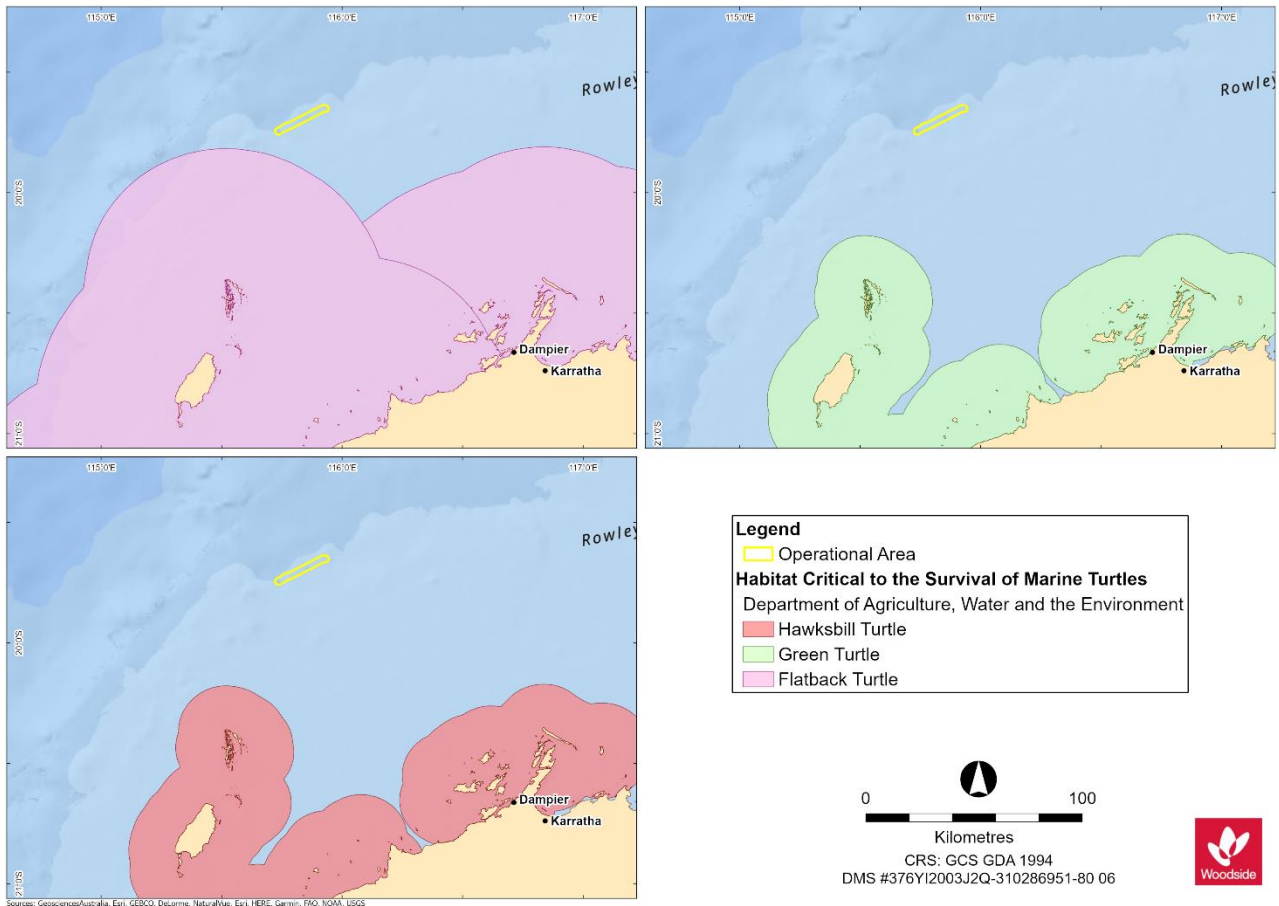 115°0'E 116°0'E 117°0'E
Rowley
20°0'S
Dampier
Karratha
21°0'S
115°0'E 116°0'E 117°0'E
Rowley
20°0'S
Dampier
Karratha
21°0'S
115°0'E 116°0'E 117°0'E
Rowley
20°0'S
Dampier
Karratha
21°0'S
Sources: GeosciencesAustralia, Esri, GEBCO, DeLorme, NaturalVue, Esri, HERE, Garmin, FAO, NOAA, USGS
Legend
Operational Area
Habitat Critical to the Survival of Marine Turtles
Department of Agriculture, Water and the Environment
Hawksbill Turtle
Green Turtle
Flatback Turtle
0 100
Kilometres
CRS: GCS GDA 1994
DMS #376YI2003J2Q-310286951-80 06
Woodside